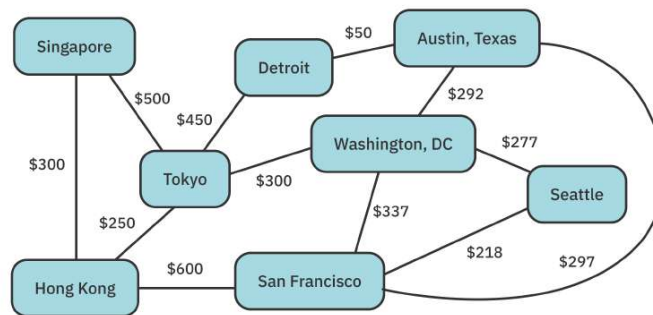 $50
Austin, Texas
Singapore
Detroit
$500
$292
$450
Washington, DC
$277
$300
Tokyo
$300
Seattle
$337
$250
$218
$297
$600
Hong Kong
San Francisco